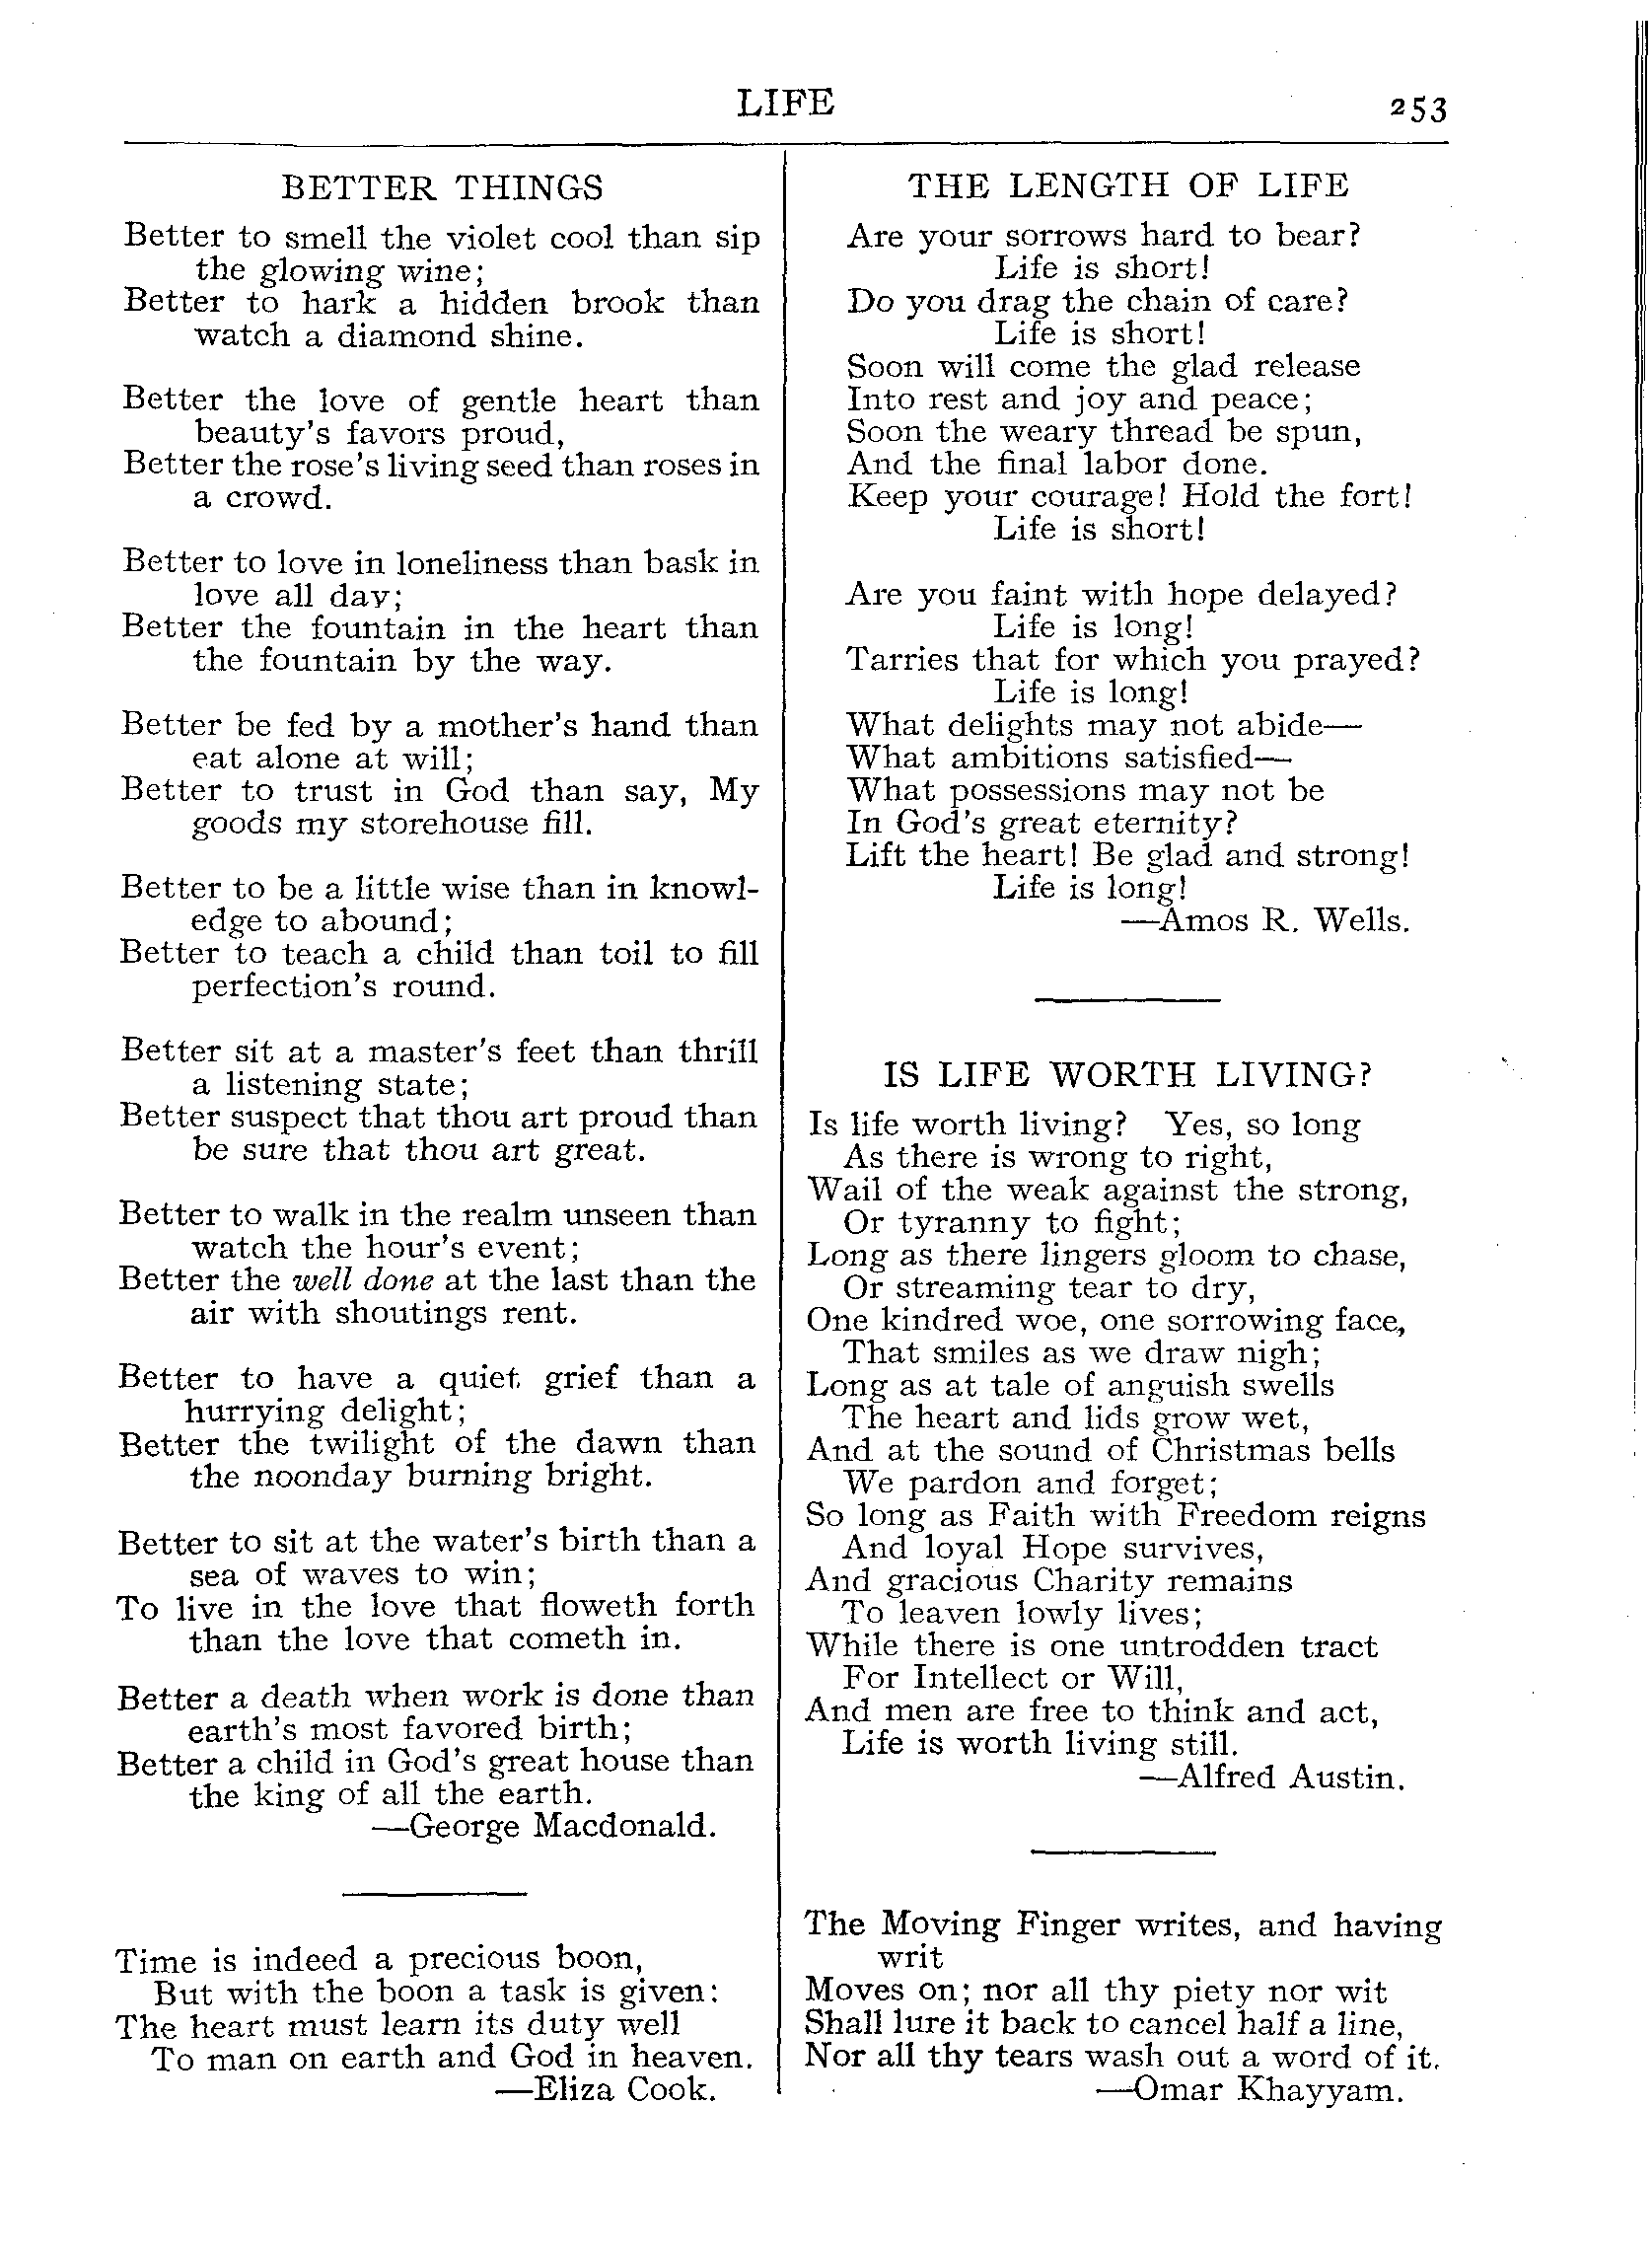 LIFE
253
BETTER THINGS
Better to smell the violet cool than sip
the glowing wine;
Better to hark a hidden brook than
watch a diamond shine.
Better the love of gentle heart than
beauty's favors proud,
Better the rose's living seed than roses in
a crowd.
Better to love in loneliness than bask in
love all day;
Better the fountain in the heart than
the fountain by the way.
Better be fed by a mother's hand than
eat alone at will;
Better to trust in God than say, My
goods my storehouse fill.
Better to be a little wise than in knowl-
edge to abound;
Better to teach a child than toil to fill
perfection's round.
Better sit at a master's feet than thrill
a listening state;
Better suspect that thou art proud than
be sure that thou art great.
Better to walk in the realm unseen than
watch the hour's event;
Better the well done at the last than the
air with shoutings rent.
Better to have a quiet grief than a
hurrying delight;
Better the twilight of the dawn than
the noonday burning bright.
Better to sit at the water's birth than a
sea of waves to win;
To live in the love that floweth forth
than the love that cometh in.
Better a death when work is done than
earth's most favored birth;
Better a child in God's great house than
the king of all the earth.
—George Macdonald.
Time is indeed a precious boon,
But with the boon a task is given:
The heart must learn its duty well
To man on earth and God in heaven.
—Eliza Cook.
THE LENGTH OF LIFE
Are your sorrows hard to bear?
Life is short!
Do you drag the chain of care?
Life is short!
Soon will come the glad release
Into rest and joy and peace;
Soon the weary thread be spun,
And the final labor done.
Keep your courage! Hold the fort!
Life is short!
Are you faint with hope delayed?
Life is long!
Tarries that for which you prayed?
Life is long!
What delights may not abide—
What ambitions satisfied—
What possessions may not be
In God's great eternity?
Lift the heart! Be glad and strong!
Life is long!
—Amos R. Wells.
IS LIFE WORTH LIVING?
Is life worth living? Yes, so long
As there is wrong to right,
Wail of the weak against the strong,
Or tyranny to fight;
Long as there lingers gloom to chase,
Or streaming tear to dry,
One kindred woe, one sorrowing face,
That smiles as we draw nigh;
Long as at tale of anguish swells
The heart and lids grow wet,
And at the sound of Christmas bells
We pardon and forget;
So long as Faith with Freedom reigns
And loyal Hope survives,
And gracious Charity remains
To leaven lowly lives;
While there is one untrodden tract
For Intellect or Will,
And men are free to think and act,
Life is worth living still.
—Alfred Austin.
The Moving Finger writes, and having
writ
Moves on; nor all thy piety nor wit
Shall lure it back to cancel half a line,
Nor all thy tears wash out a word of it.
—Omar Khayyam.